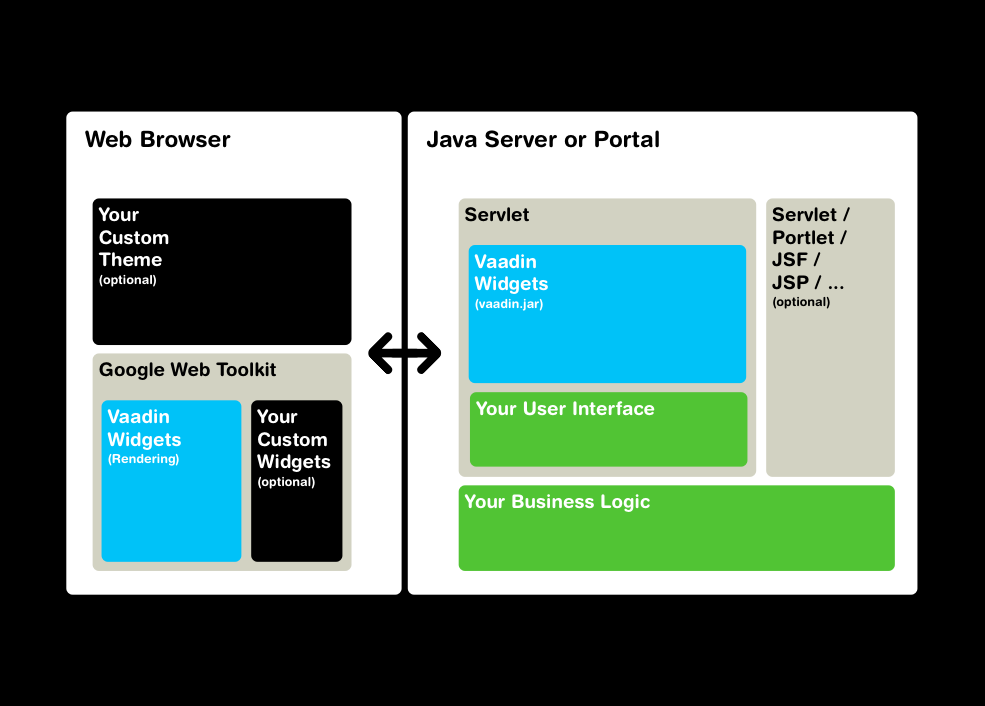 Web Browser
Your
Custom
Theme
(optional)
Google Web Toolkit
Vaadin
Widgets
(Rendering)
Your
Custom
Widgets
(optional)
Java Server or Portal
Servlet
Vaadin
Widgets
(vaadin.jar)
Your User Interface
Servlet /
Portlet /
JSF /
JSP / ...
(optional)
Your Business Logic